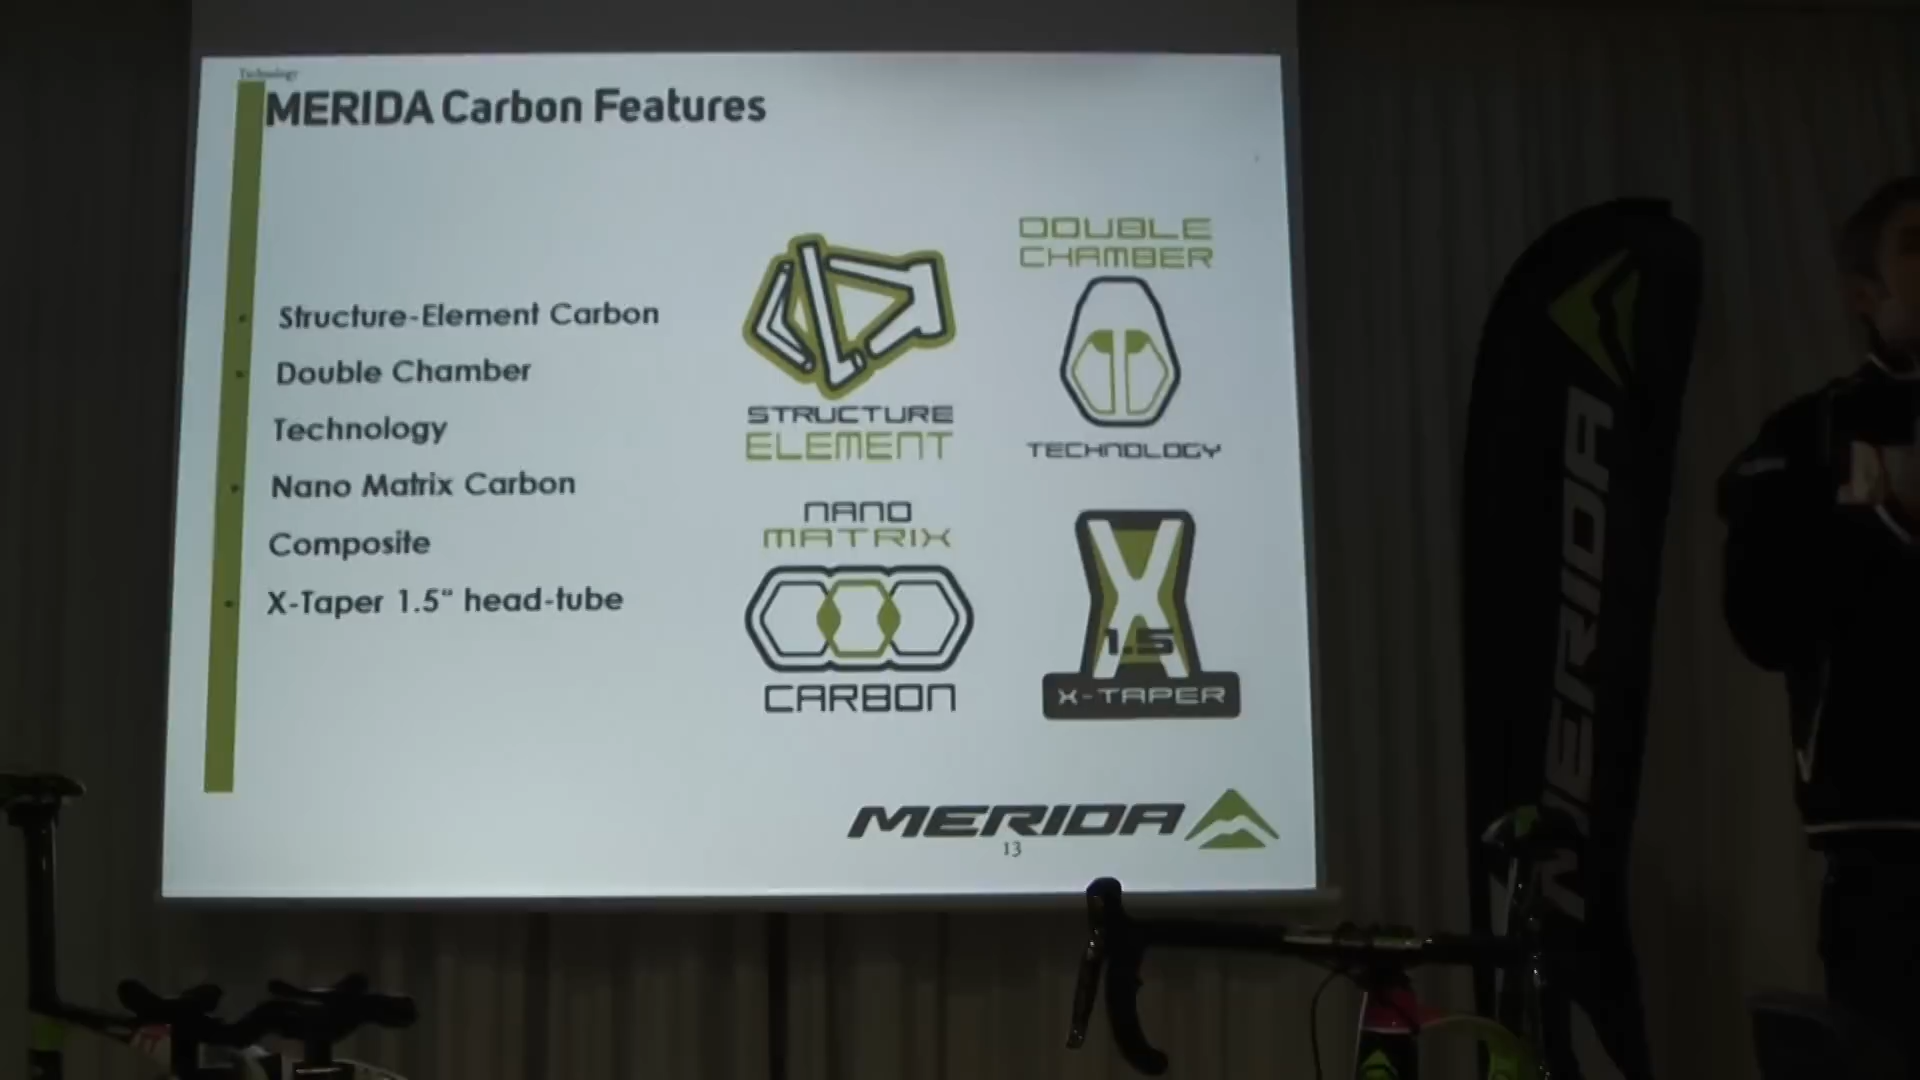 Technology
MERIDA Carbon Features
• Structure-Element Carbon
• Double Chamber
Technology
• Nano Matrix Carbon
Composite
• X-Taper 1.5“ head-tube
STRUCTURE
ELEMENT
DOUBLE
CHAMBER
TECHNOLOGY
NANO
MATRIX
CARBON
X
1.5
X-TAPER
MERIDA
13
MERIDA